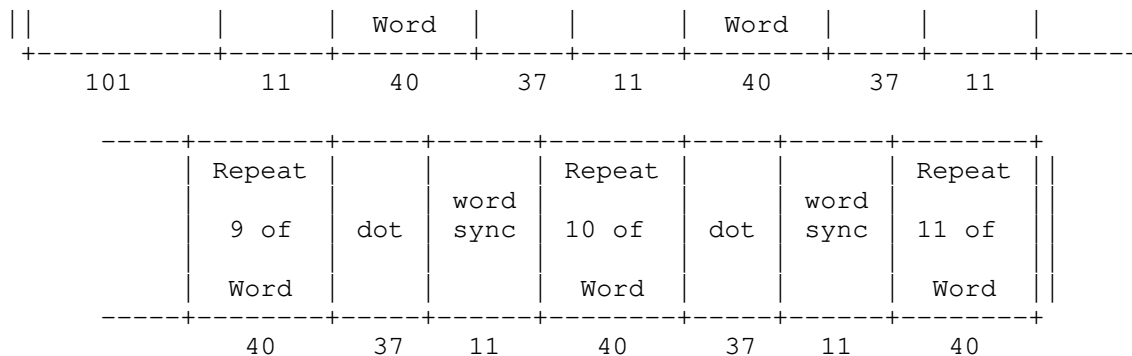 Word Word
101 11 40 37 11 40 37 11
Repeat Repeat Repeat
word word
9 of dot sync 10 of dot sync 11 of
Word Word Word
40 37 11 40 37 11 40